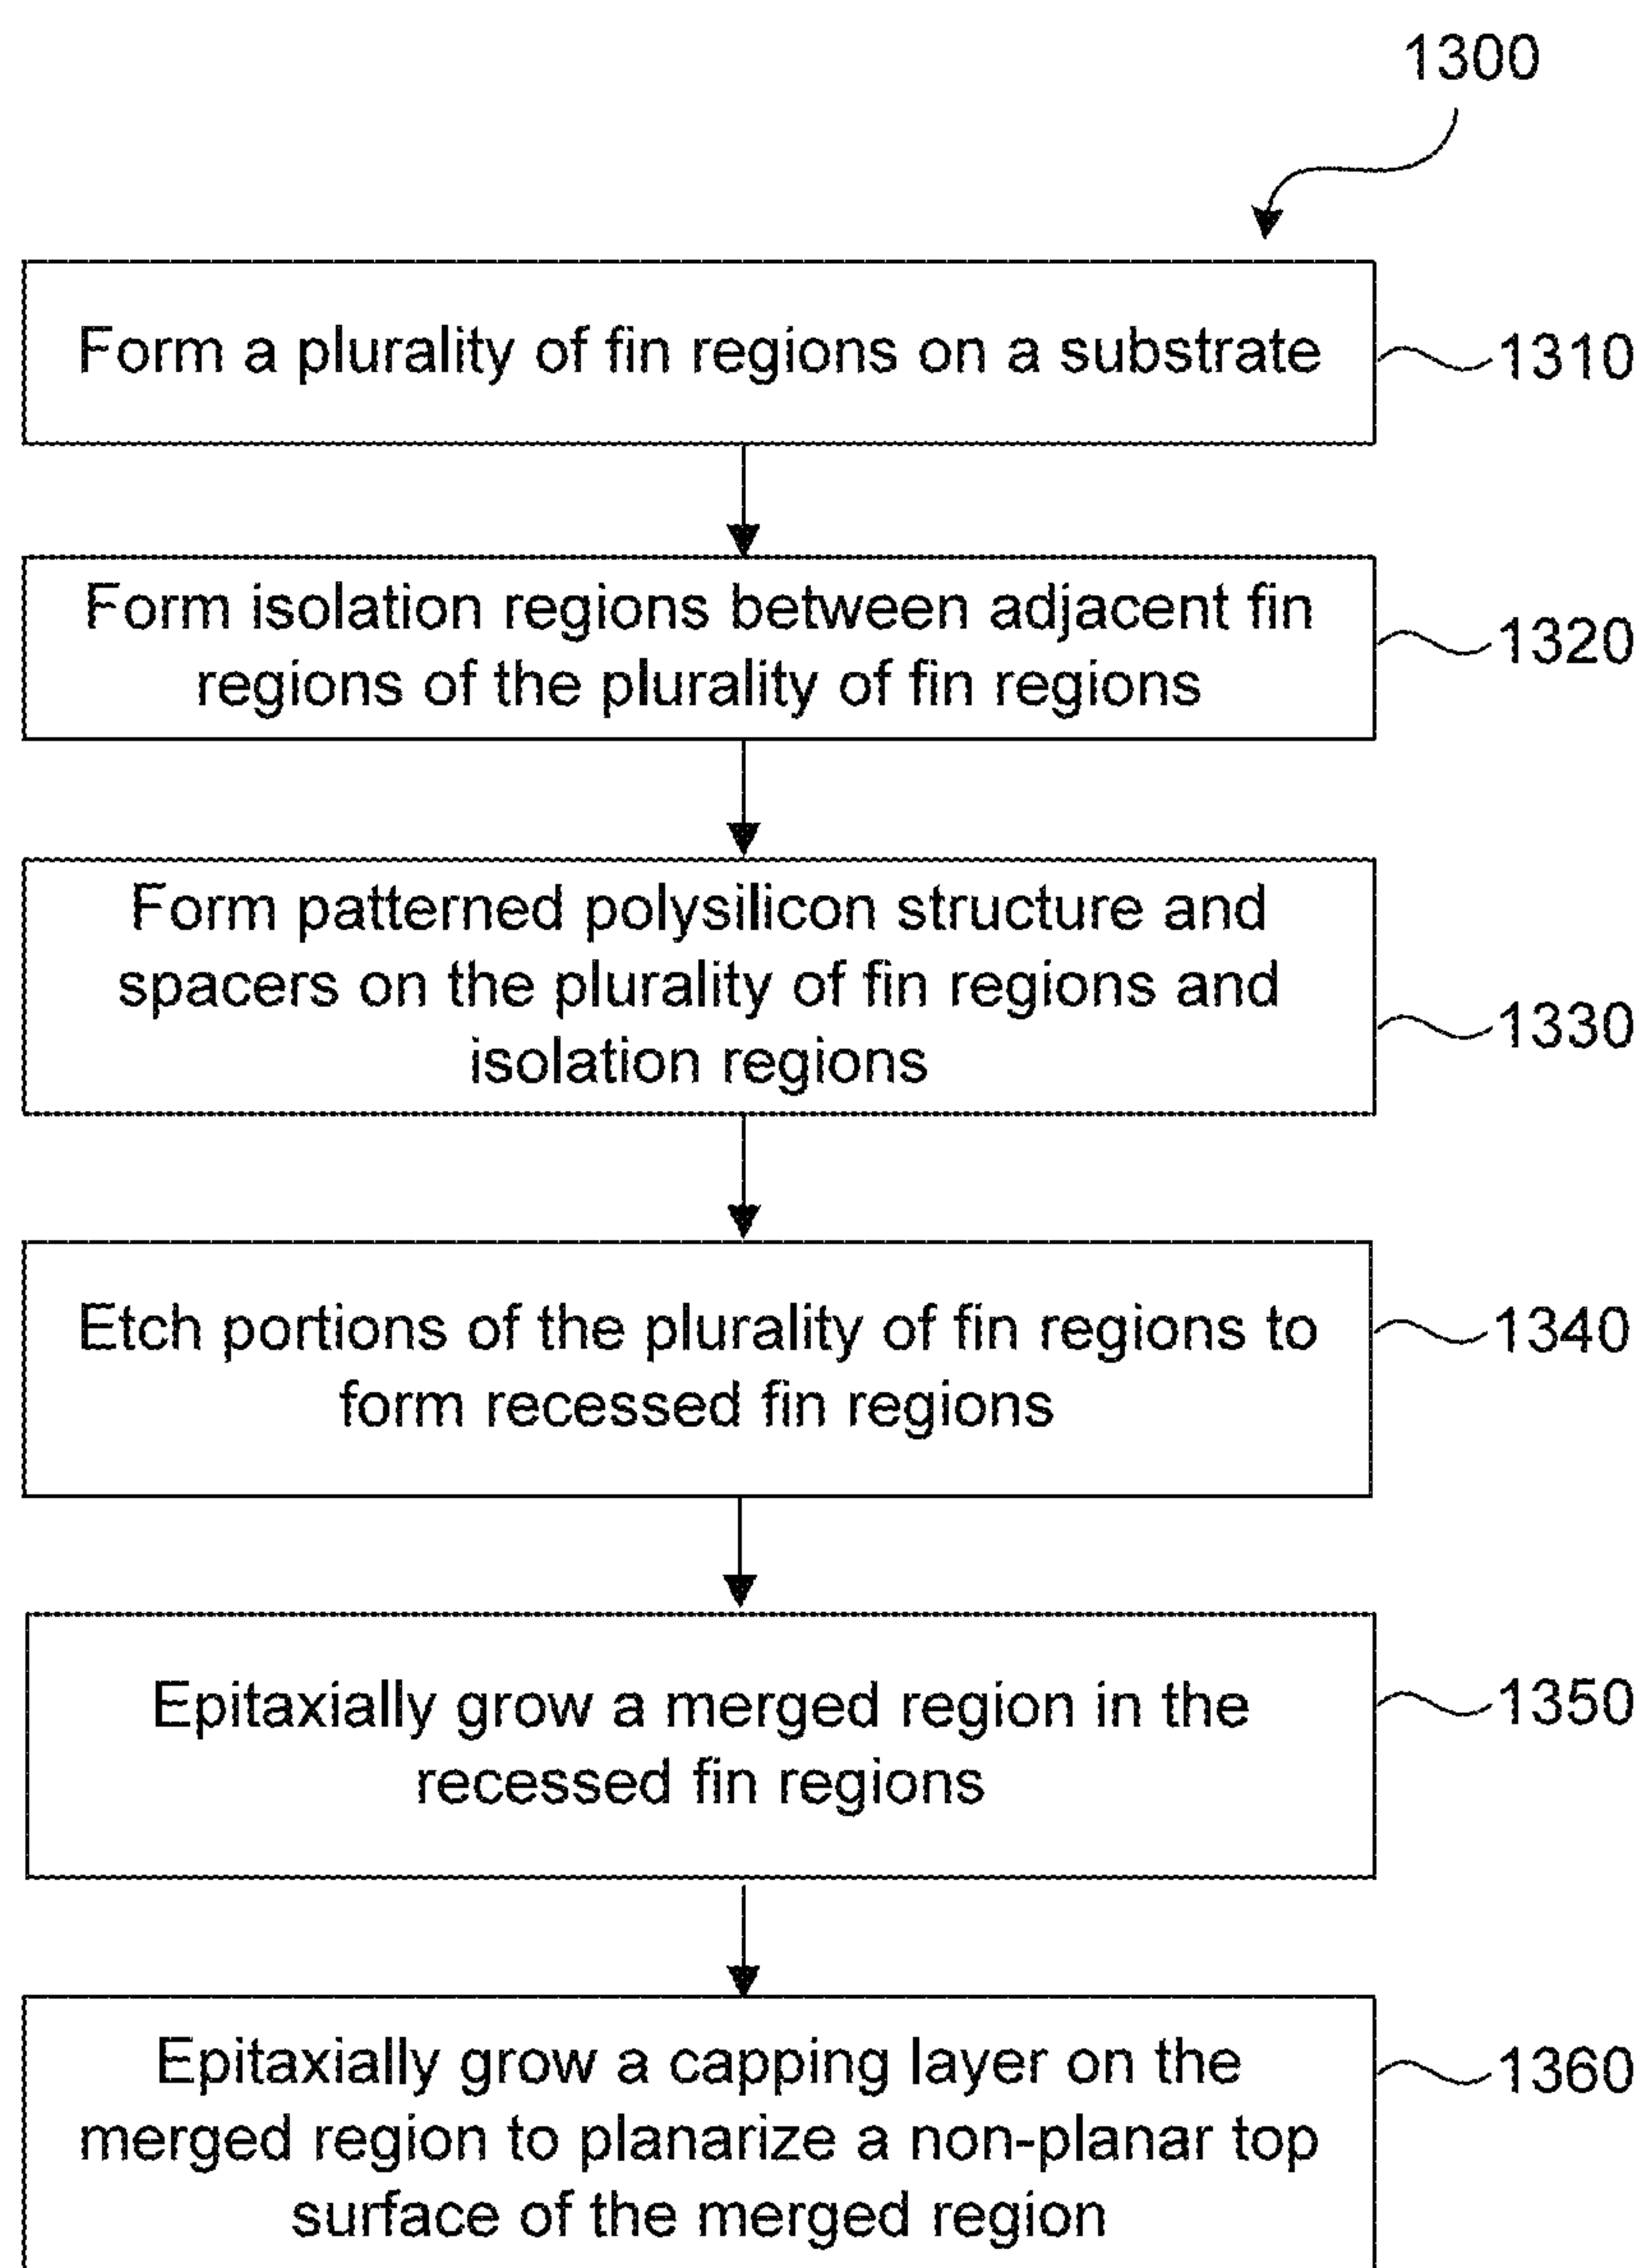 1300
Form a plurality of fin regions on a substrate
1310
Form isolation regions between adjacent fin
regions of the plurality of fin regions
1320
Form patterned polysilicon structure and
spacers on the plurality of fin regions and
isolation regions
1330
Etch portions of the plurality of fin regions to
form recessed fin regions
1340
Epitaxially grow a merged region in the
recessed fin regions
1350
Epitaxially grow a capping layer on the
merged region to planarize a non-planar top
surface of the merged region
1360